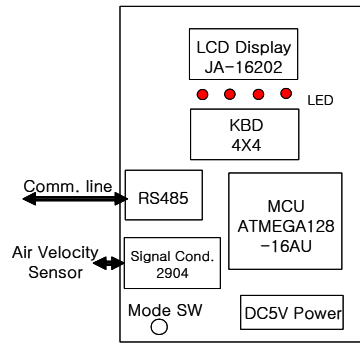 LCD Display
JA-16202
LED
KBD
4X4
Comm. line
RS485
MCU
ATMEGA128
-16AU
Air Velocity
Sensor
Signal Cond.
2904
Mode SW
DC5V Power